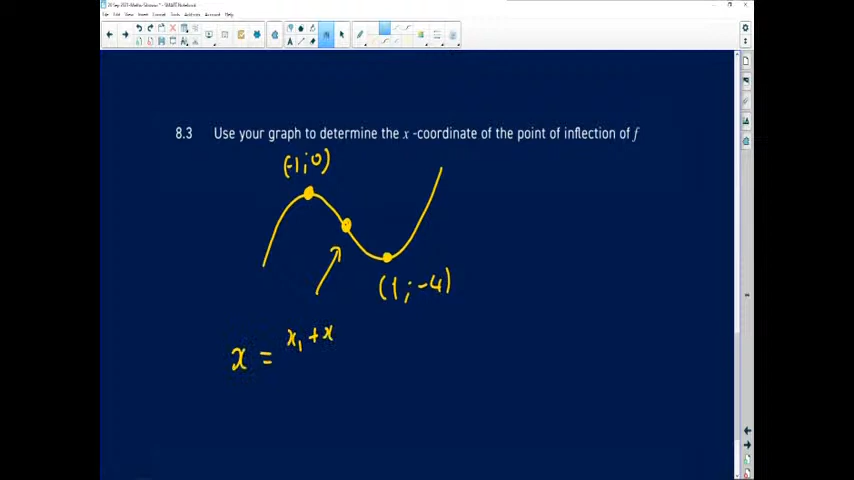 8.3 Use your graph to determine the x -coordinate of the point of inflection of f
(-1;0)
(1;-4)
x = x₁ + x